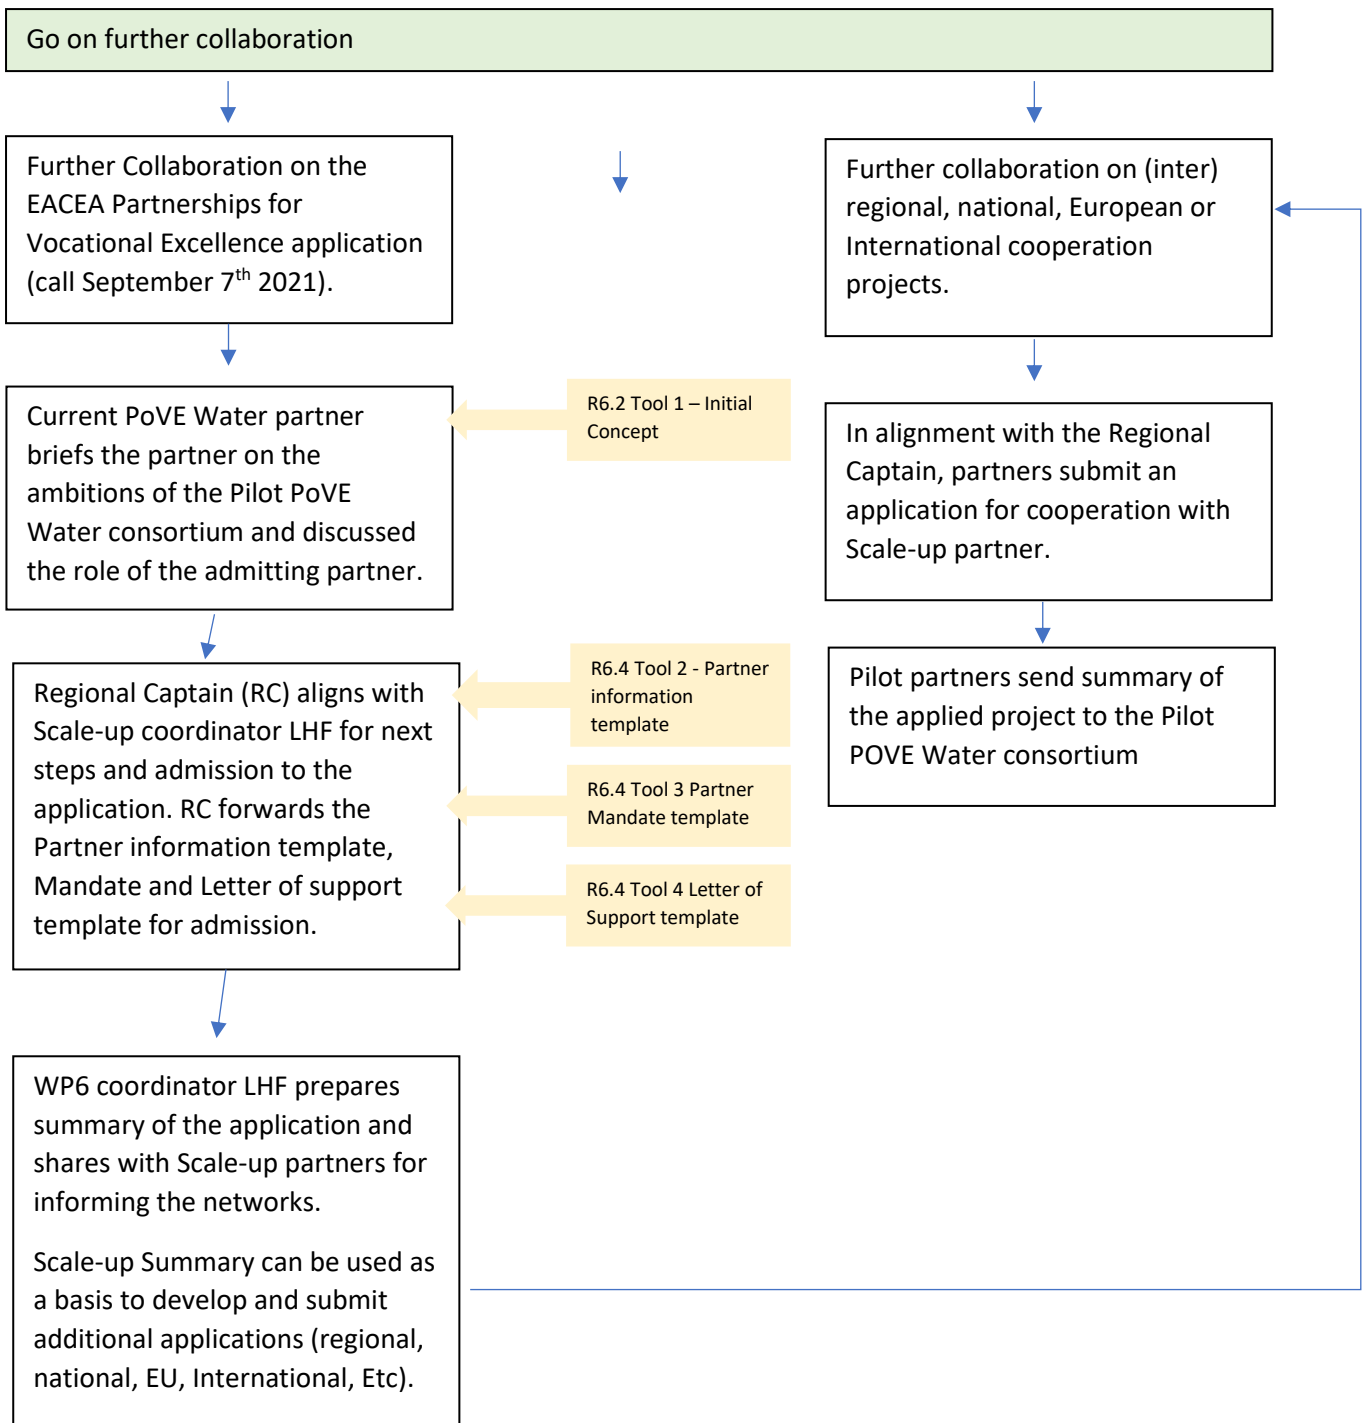 Go on further collaboration
Further Collaboration on the
EACEA Partnerships for
Vocational Excellence application
(call September 7th 2021).
Further collaboration on (inter)
regional, national, European or
International cooperation
projects.
Current PoVE Water partner
briefs the partner on the
ambitions of the Pilot PoVE
Water consortium and discussed
the role of the admitting partner.
R6.2 Tool 1 – Initial
Concept
In alignment with the Regional
Captain, partners submit an
application for cooperation with
Scale-up partner.
Regional Captain (RC) aligns with
Scale-up coordinator LHF for next
steps and admission to the
application. RC forwards the
Partner information template,
Mandate and Letter of support
template for admission.
R6.4 Tool 2 - Partner
information
template
R6.4 Tool 3 Partner
Mandate template
R6.4 Tool 4 Letter of
Support template
Pilot partners send summary of
the applied project to the Pilot
POVE Water consortium
WP6 coordinator LHF prepares
summary of the application and
shares with Scale-up partners for
informing the networks.
Scale-up Summary can be used as
a basis to develop and submit
additional applications (regional,
national, EU, International, Etc).